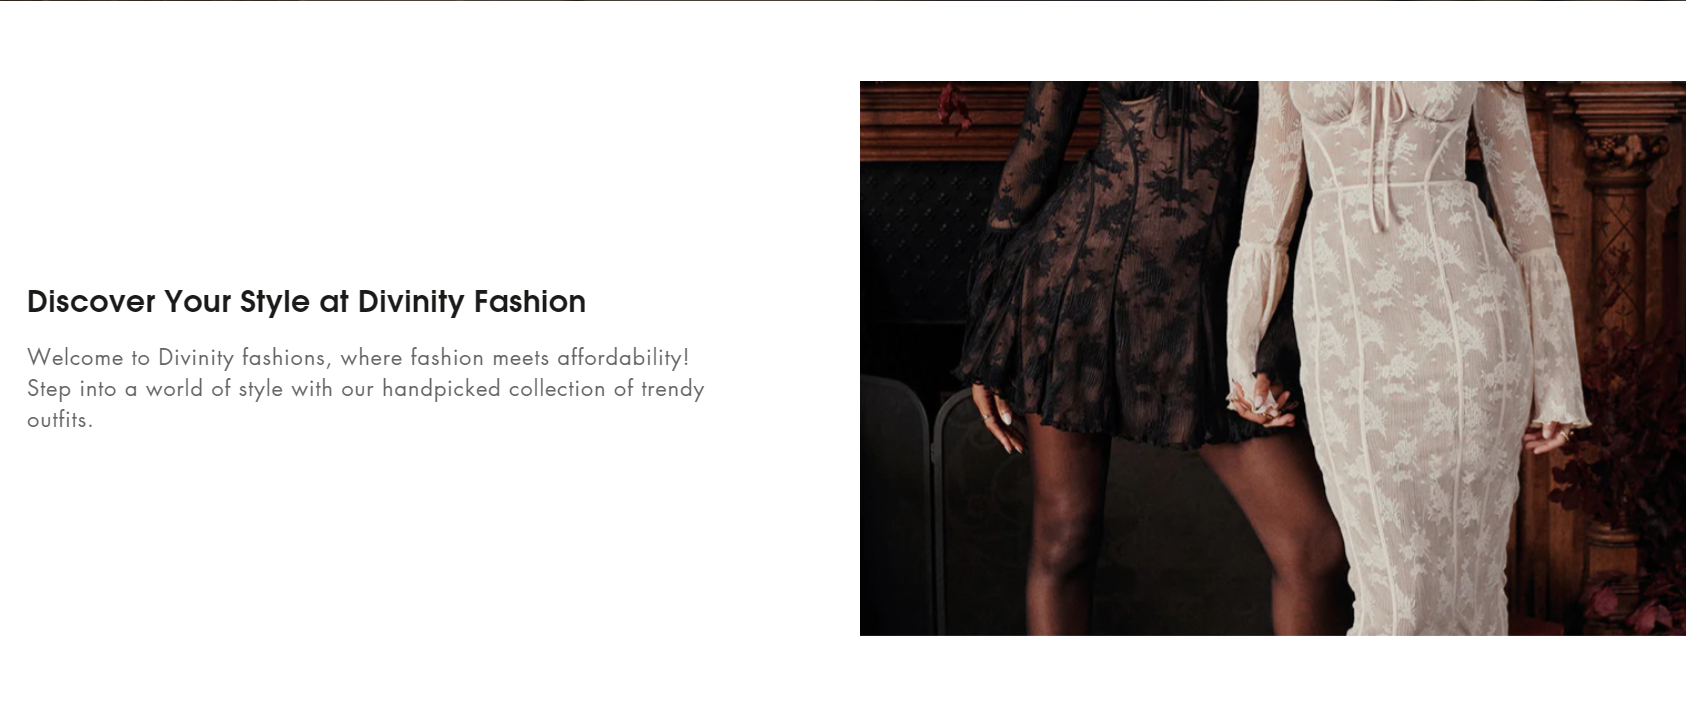 Discover Your Style at Divinity Fashion
Welcome to Divinity fashions, where fashion meets affordability!
Step into a world of style with our handpicked collection of trendy
outfits.